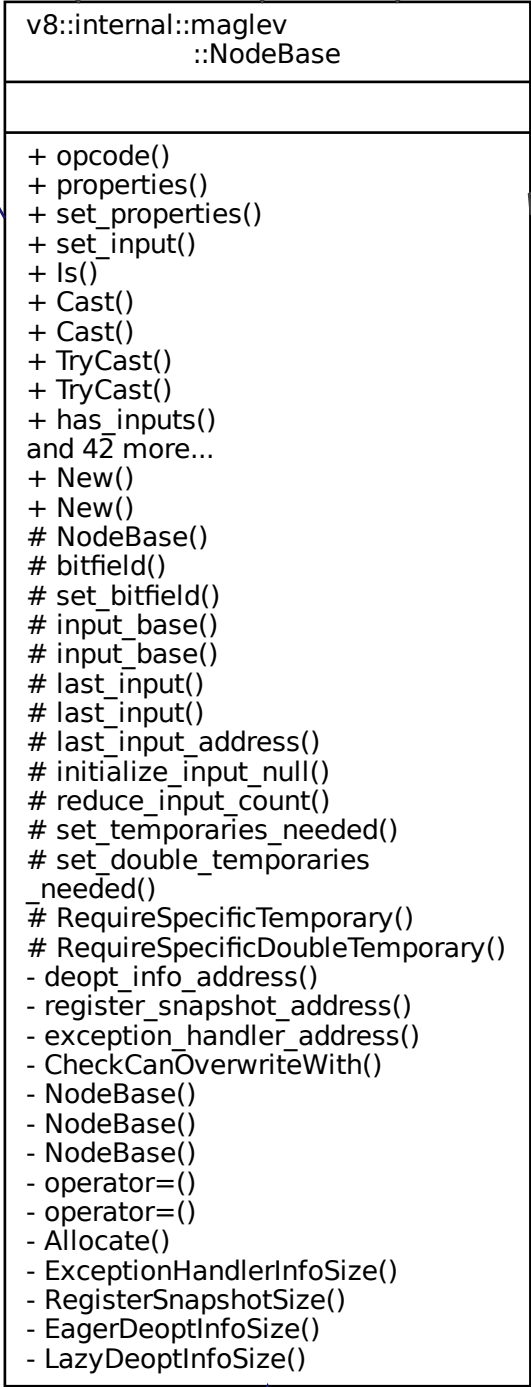 v8::internal::maglev
::NodeBase
+ opcode()
+ properties()
+ set_properties()
+ set_input()
+ Is()
+ Cast()
+ Cast()
+ TryCast()
+ TryCast()
+ has_inputs()
and 42 more...
+ New()
+ New()
# NodeBase()
# bitfield()
# set_bitfield()
# input_base()
# input_base()
# last_input()
# last_input()
# last_input_address()
# initialize_input_null()
# reduce_input_count()
# set_temporaries_needed()
# set_double_temporaries
_needed()
# RequireSpecificTemporary()
# RequireSpecificDoubleTemporary()
- deopt_info_address()
- register_snapshot_address()
- exception_handler_address()
- CheckCanOverwriteWith()
- NodeBase()
- NodeBase()
- NodeBase()
- operator=()
- operator=()
- Allocate()
- ExceptionHandlerInfoSize()
- RegisterSnapshotSize()
- EagerDeoptInfoSize()
- LazyDeoptInfoSize()